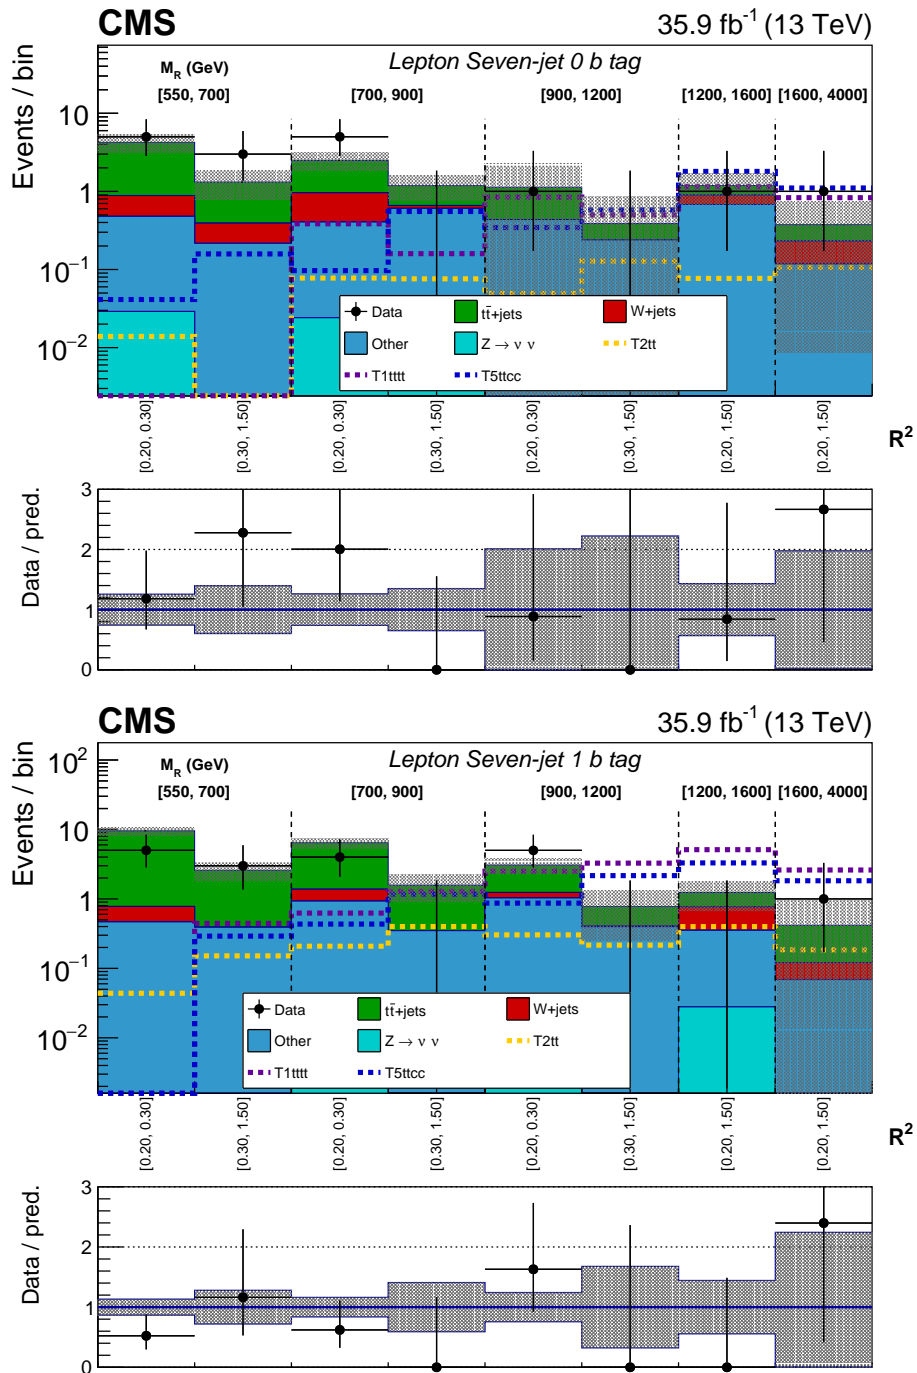 CMS 35.9 fb⁻¹ (13 TeV)
Events / bin
Lepton Seven-jet 0 b tag
M_R (GeV)
[550, 700] [700, 900] [900, 1200] [1200, 1600] [1600, 4000]
10
1
10⁻¹
10⁻²
Data tt̄+jets W+jets
Other Z → ν ν T2tt
T1tttt T5ttcc
[0.20, 0.30] [0.30, 1.50] [0.20, 0.30] [0.30, 1.50] [0.20, 0.30] [0.30, 1.50] [0.20, 1.50] [0.20, 1.50]
R²
Data / pred.
3
2
1
0
CMS 35.9 fb⁻¹ (13 TeV)
Events / bin
Lepton Seven-jet 1 b tag
M_R (GeV)
[550, 700] [700, 900] [900, 1200] [1200, 1600] [1600, 4000]
10²
10
1
10⁻¹
10⁻²
Data tt̄+jets W+jets
Other Z → ν ν T2tt
T1tttt T5ttcc
[0.20, 0.30] [0.30, 1.50] [0.20, 0.30] [0.30, 1.50] [0.20, 0.30] [0.30, 1.50] [0.20, 1.50] [0.20, 1.50]
R²
Data / pred.
3
2
1
0